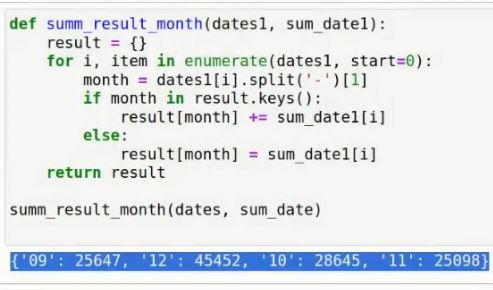 def summ_result_month(dates1, sum_date1):
    result = {}
    for i, item in enumerate(dates1, start=0):
        month = dates1[i].split('-')[1]
        if month in result.keys():
            result[month] += sum_date1[i]
        else:
            result[month] = sum_date1[i]
    return result
summ_result_month(dates, sum_date)
{'09': 25647, '12': 45452, '10': 28645, '11': 25098}